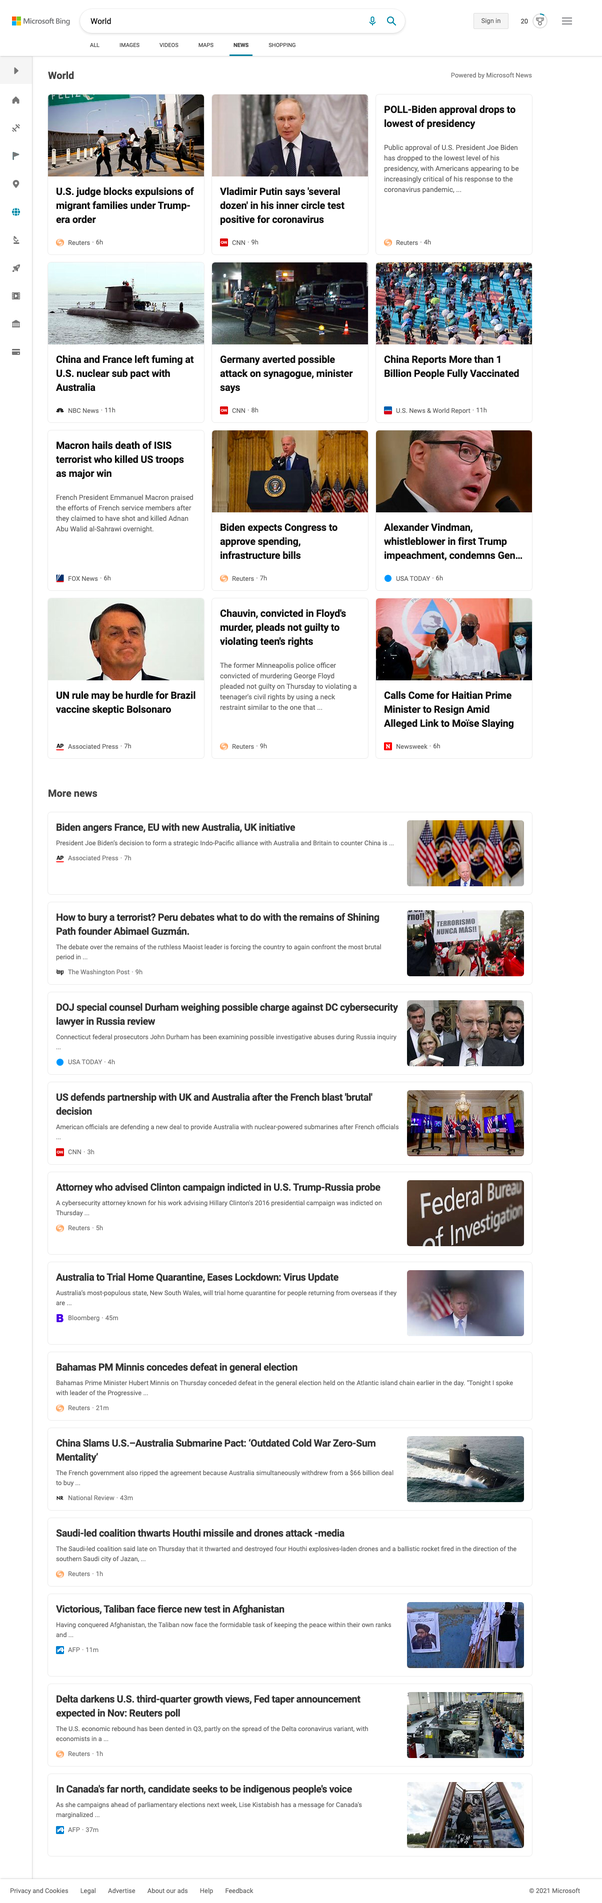 Microsoft Bing
World
Sign in
20
ALL
IMAGES
VIDEOS
MAPS
NEWS
SHOPPING
World
Powered by Microsoft News
U.S. judge blocks expulsions of
migrant families under Trump-
era order
Reuters · 6h
Vladimir Putin says 'several
dozen' in his inner circle test
positive for coronavirus
CNN · 9h
POLL-Biden approval drops to
lowest of presidency
Public approval of U.S. President Joe Biden
has dropped to the lowest level of his
presidency, with Americans appearing to be
increasingly critical of his response to the
coronavirus pandemic, ...
Reuters · 4h
China and France left fuming at
U.S. nuclear sub pact with
Australia
NBC News · 11h
Germany averted possible
attack on synagogue, minister
says
CNN · 8h
China Reports More than 1
Billion People Fully Vaccinated
U.S. News & World Report · 11h
Macron hails death of ISIS
terrorist who killed US troops
as major win
French President Emmanuel Macron praised
the efforts of French service members after
they claimed to have shot and killed Adnan
Abu Walid al-Sahrawi overnight.
FOX News · 6h
Biden expects Congress to
approve spending,
infrastructure bills
Reuters · 7h
Alexander Vindman,
whistleblower in first Trump
impeachment, condemns Gen...
USA TODAY · 6h
UN rule may be hurdle for Brazil
vaccine skeptic Bolsonaro
AP Associated Press · 7h
Chauvin, convicted in Floyd's
murder, pleads not guilty to
violating teen's rights
The former Minneapolis police officer
convicted of murdering George Floyd
pleaded not guilty on Thursday to violating a
teenager's civil rights by using a neck
restraint similar to the one that ...
Reuters · 9h
Calls Come for Haitian Prime
Minister to Resign Amid
Alleged Link to Moïse Slaying
N Newsweek · 6h
More news
Biden angers France, EU with new Australia, UK initiative
President Joe Biden's decision to form a strategic Indo-Pacific alliance with Australia and Britain to counter China is ...
AP Associated Press · 7h
How to bury a terrorist? Peru debates what to do with the remains of Shining
Path founder Abimael Guzmán.
The debate over the remains of the ruthless Maoist leader is forcing the country to again confront the most brutal
period in ...
wp The Washington Post · 9h
TERRORISMO
NUNCA MÁS!!
DOJ special counsel Durham weighing possible charge against DC cybersecurity
lawyer in Russia review
Connecticut federal prosecutors John Durham has been examining possible investigative abuses during Russia inquiry
...
USA TODAY · 4h
US defends partnership with UK and Australia after the French blast 'brutal'
decision
American officials are defending a new deal to provide Australia with nuclear-powered submarines after French officials
...
CNN · 3h
Attorney who advised Clinton campaign indicted in U.S. Trump-Russia probe
A cybersecurity attorney known for his work advising Hillary Clinton's 2016 presidential campaign was indicted on
Thursday ...
Reuters · 5h
Federal Bureau
of Investigation
Australia to Trial Home Quarantine, Eases Lockdown: Virus Update
Australia's most-populous state, New South Wales, will trial home quarantine for people returning from overseas if they
are ...
B Bloomberg · 45m
Bahamas PM Minnis concedes defeat in general election
Bahamas Prime Minister Hubert Minnis on Thursday conceded defeat in the general election held on the Atlantic island chain earlier in the day. "Tonight I spoke
with leader of the Progressive ...
Reuters · 21m
China Slams U.S.–Australia Submarine Pact: 'Outdated Cold War Zero-Sum
Mentality'
The French government also ripped the agreement because Australia simultaneously withdrew from a $66 billion deal
to buy ...
NR National Review · 43m
Saudi-led coalition thwarts Houthi missile and drones attack -media
The Saudi-led coalition said late on Thursday that it thwarted and destroyed four Houthi explosives-laden drones and a ballistic rocket fired in the direction of the
southern Saudi city of Jazan, ...
Reuters · 1h
Victorious, Taliban face fierce new test in Afghanistan
Having conquered Afghanistan, the Taliban now face the formidable task of keeping the peace within their own ranks
and ...
AFP · 11m
Delta darkens U.S. third-quarter growth views, Fed taper announcement
expected in Nov: Reuters poll
The U.S. economic rebound has been dented in Q3, partly on the spread of the Delta coronavirus variant, with
economists in a ...
Reuters · 1h
In Canada's far north, candidate seeks to be indigenous people's voice
As she campaigns ahead of parliamentary elections next week, Lise Kistabish has a message for Canada's
marginalized ...
AFP · 37m
Privacy and Cookies
Legal
Advertise
About our ads
Help
Feedback
© 2021 Microsoft